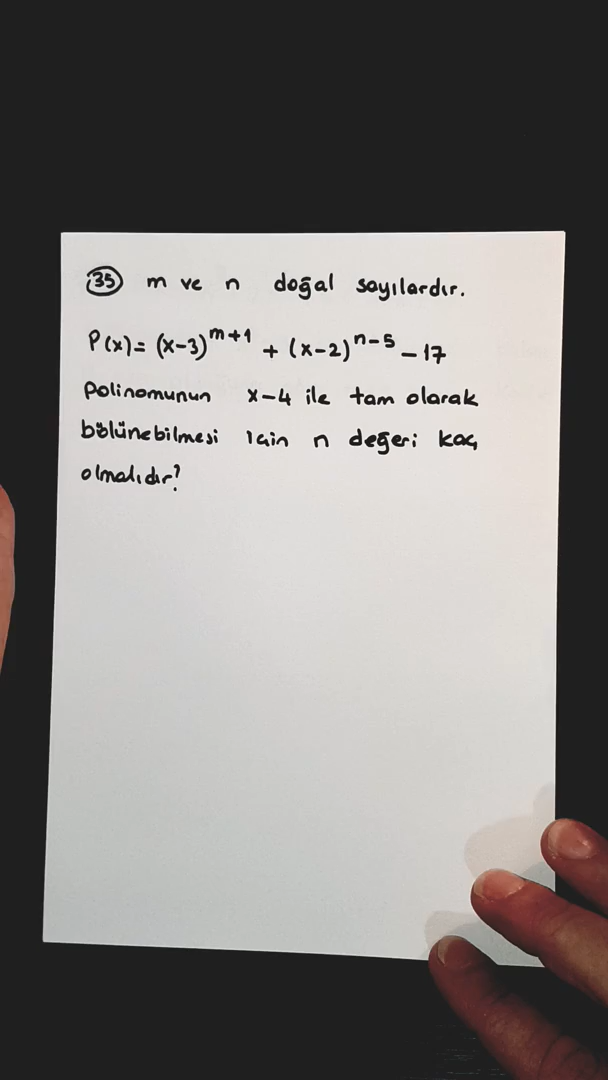 35 m ve n doğal sayılardır.
P(x)= (x-3)^m+1 + (x-2)^n-5 - 17
Polinomunun x-4 ile tam olarak
bölünebilmesi için n değeri kaç
olmalıdır?